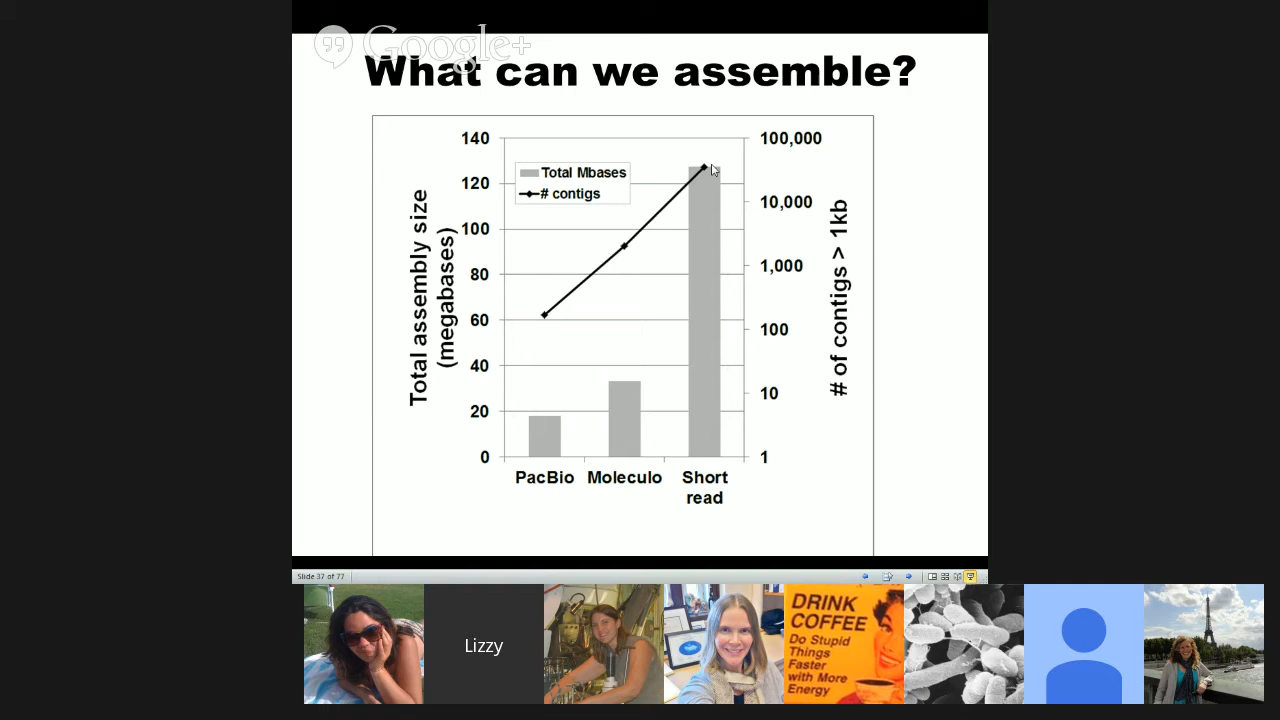 Google+
What can we assemble?
Total assembly size
(megabases)
140
120
100
80
60
40
20
0
Total Mbases
# contigs
100,000
10,000
1,000
100
10
1
# of contigs > 1kb
PacBio
Moleculo
Short
read
Slide 37 of 77
Lizzy
DRINK
COFFEE
Do Stupid
Things
Faster
with More
Energy